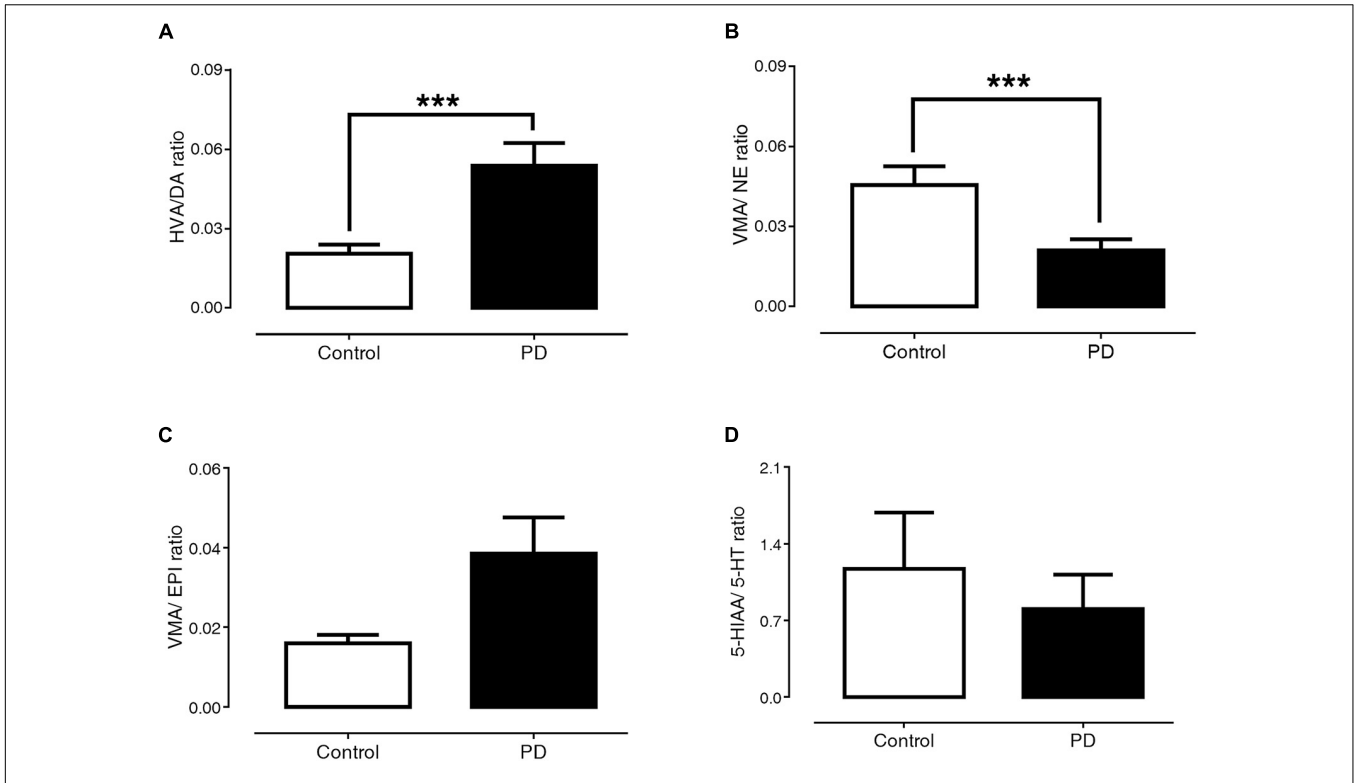 A
0.09
0.06
0.03
0.00
HVA/DA ratio
***
Control PD
B
0.09
0.06
0.03
0.00
VMA/ NE ratio
***
Control PD
C
0.06
0.04
0.02
0.00
VMA/ EPI ratio
Control PD
D
2.1
1.4
0.7
0.0
5-HIAA/ 5-HT ratio
Control PD